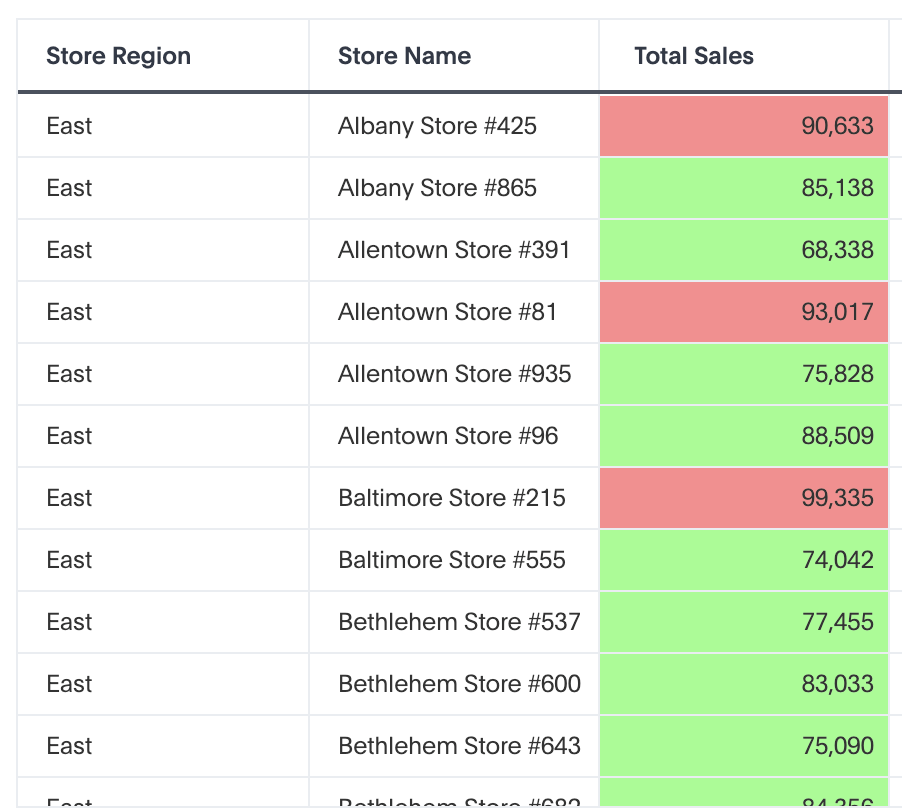 Store Region Store Name Total Sales
East Albany Store #425 90,633
East Albany Store #865 85,138
East Allentown Store #391 68,338
East Allentown Store #81 93,017
East Allentown Store #935 75,828
East Allentown Store #96 88,509
East Baltimore Store #215 99,335
East Baltimore Store #555 74,042
East Bethlehem Store #537 77,455
East Bethlehem Store #600 83,033
East Bethlehem Store #643 75,090
East Bethlehem Store